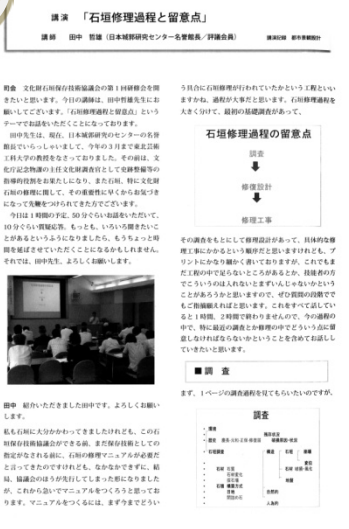 講演 「石垣修理過程と留意点」
講師 田中 哲雄（日本城郭研究センター名誉館長／評議会員）
講演記録 都市景観設計
司会 文化財石垣保存技術協議会の第1回研修会を開
きたいと思います。今日の講師は、田中哲雄先生にお
願いしてございます。「石垣修理過程と留意点」という
テーマでお話をいただくことになっております。
田中先生は、現在、日本城郭研究センターの名誉
館長でいらっしゃいまして、今年の3月まで東北芸術
工科大学の教授をなさっておりました。その前は、文
化庁記念物課の主任文化財調査官として史跡整備等の
指導的役割をお果たしになり、また石垣、特に文化財
石垣の修理に関して、その重要性に早くからお気づき
になって先鞭をつけられてきた方でございます。
今日は1時間の予定、50分ぐらいお話をいただいて、
10分ぐらい質疑応答、もっとも、いろいろ聞きたいこ
とがあるというふうになりましたら、もうちょっと時
間を延ばさせていただくことになるかもしれません。
それでは、田中先生、よろしくお願いします。
田中 紹介いただきました田中です。よろしくお願い
します。
私も石垣に大分かかわってきましたけれども、この石
垣保存技術協議会ができる前、まだ保存技術としての
指定がなされる前に、石垣の修理マニュアルが必要だ
と言ってきたのですけれども、なかなかできずに、結
局、協議会のほうが先行してしまった形になりました
が、これから急いでマニュアルをつくろうと思ってお
ります。マニュアルをつくるには、まず今までどうい
う具合に石垣修理が行われていたかという工程といい
ますかね、過程が大事だと思います。石垣修理過程を
大きく分けて、最初の基礎調査があって、
石垣修理過程の留意点
調査
修復設計
修理工事
その調査をもとにして修理設計があって、具体的な修
理工事にかかるという順序だと思いますけれども、プ
リントにかなり細かく書いておりますが、これでもま
だ工程の中で足らないところがあるとか、技能者の方
でこういうのは入れないとまずいんじゃないかという
ことがあろうかと思いますので、ぜひ質問の段階でで
もご指摘願えればと思います。これをすべて話してい
ると1時間、2時間で終わりませんので、今の過程の
中で、特に最近の調査とか修理の中でどういう点に留
意しなければならないかということを含めてお話しし
ていきたいと思います。
■調 査
まず、1ページの調査過程を見てもらいたいのですが、
調査